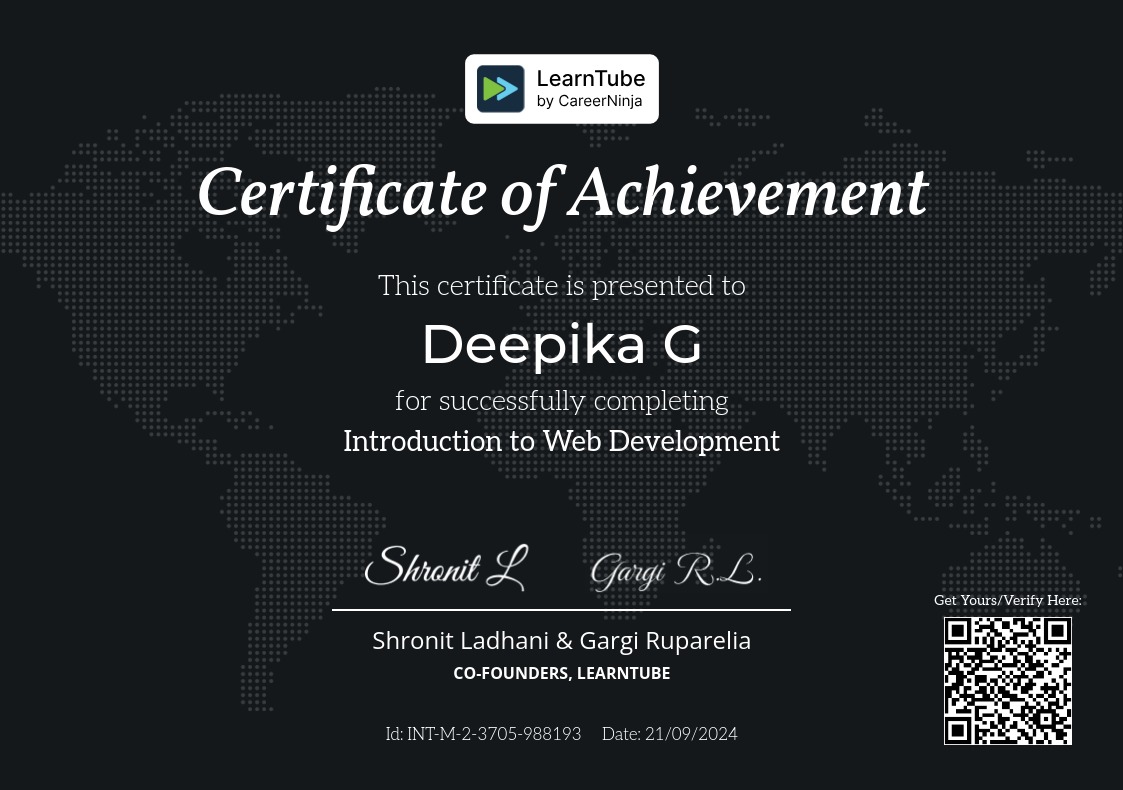 LearnTube
by CareerNinja
Certificate of Achievement
This certificate is presented to
Deepika G
for successfully completing
Introduction to Web Development
Shronit L Gargi R.L.
Shronit Ladhani & Gargi Ruparelia
CO-FOUNDERS, LEARNTUBE
Get Yours/Verify Here:
Id: INT-M-2-3705-988193 Date: 21/09/2024